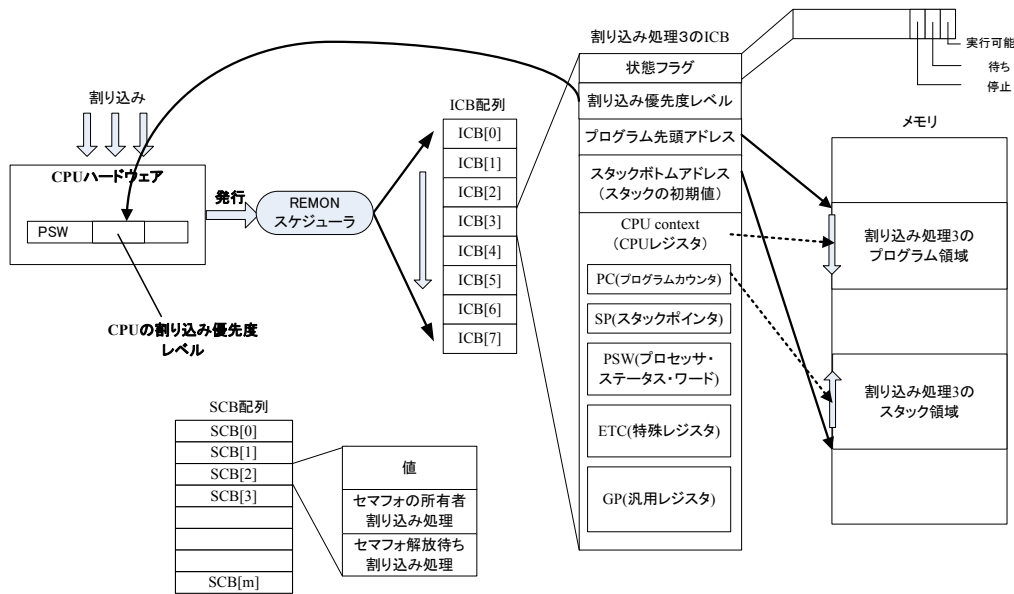 割り込み
CPUハードウェア
PSW
CPUの割り込み優先度
レベル
発行
REMON
スケジューラ
ICB配列
ICB[0]
ICB[1]
ICB[2]
ICB[3]
ICB[4]
ICB[5]
ICB[6]
ICB[7]
割り込み処理３のICB
状態フラグ
割り込み優先度レベル
プログラム先頭アドレス
スタックボトムアドレス
（スタックの初期値）
CPU context
（CPUレジスタ）
PC(プログラムカウンタ)
SP(スタックポインタ)
PSW(プロセッサ・
ステータス・ワード)
ETC(特殊レジスタ)
GP(汎用レジスタ)
実行可能
待ち
停止
メモリ
割り込み処理3の
プログラム領域
割り込み処理3の
スタック領域
SCB配列
SCB[0]
SCB[1]
SCB[2]
SCB[3]
SCB[m]
値
セマフォの所有者
割り込み処理
セマフォ解放待ち
割り込み処理